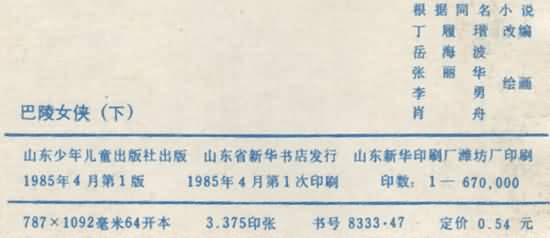 根据同名小说
丁履瑎 改编
岳海波
张丽华
李勇 绘画
肖舟
巴陵女侠(下)
山东少年儿童出版社出版 山东省新华书店发行 山东新华印刷厂潍坊厂印刷
1985年4月第1版 1985年4月第1次印刷 印数:1—670,000
787×1092毫米64开本 3.375印张 书号 8333·47 定价 0.54 元